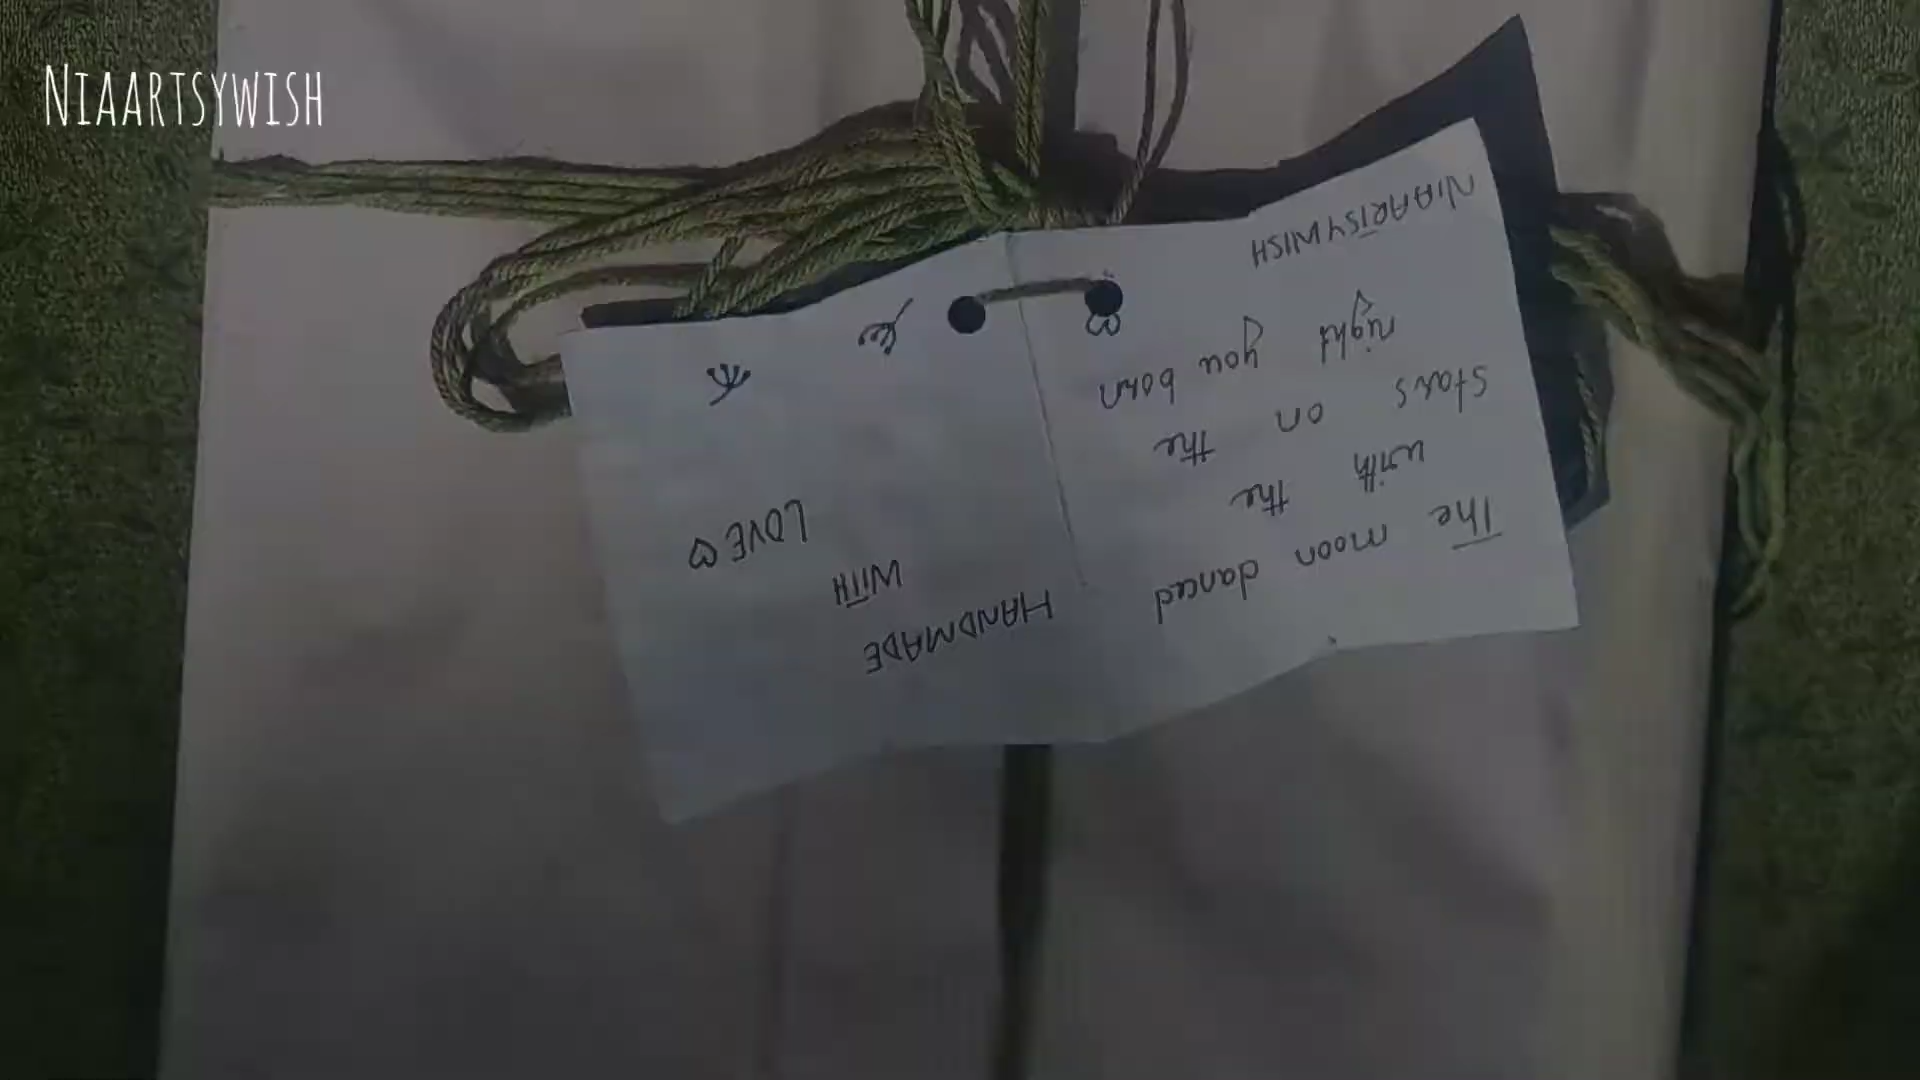 NIAARTSYWISH
The moon danced
with the
stars on the
night you born
NIAARTSYWISH
HANDMADE
WITH
LOVE